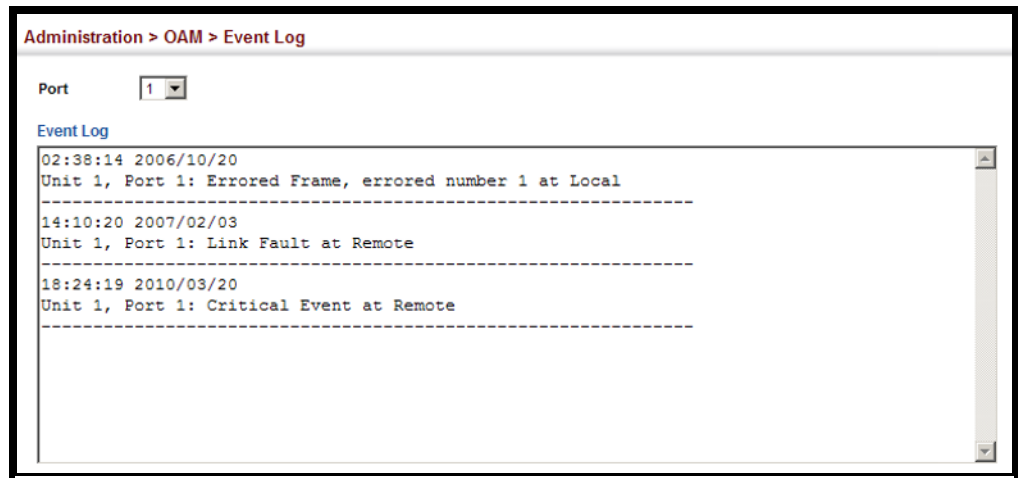 Administration > OAM > Event Log
Port 1
Event Log
02:38:14 2006/10/20
Unit 1, Port 1: Errored Frame, errored number 1 at Local
---------------------------------------------------------------
14:10:20 2007/02/03
Unit 1, Port 1: Link Fault at Remote
---------------------------------------------------------------
18:24:19 2010/03/20
Unit 1, Port 1: Critical Event at Remote
---------------------------------------------------------------